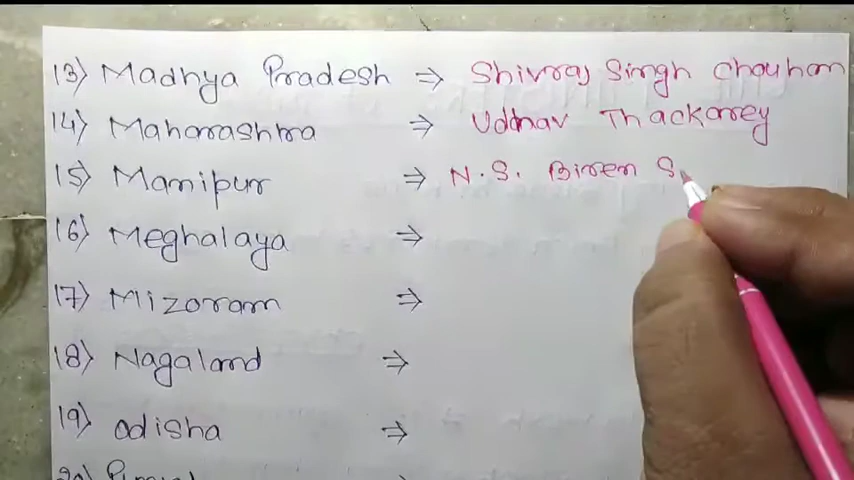 13) Madhya Pradesh ⇒ Shivraj Singh Chouhan
14) Maharashtra ⇒ Uddhav Thackarey
15) Manipur ⇒ N.S. Biren S
16) Meghalaya ⇒
17) Mizoram ⇒
18) Nagaland ⇒
19) Odisha ⇒
20)